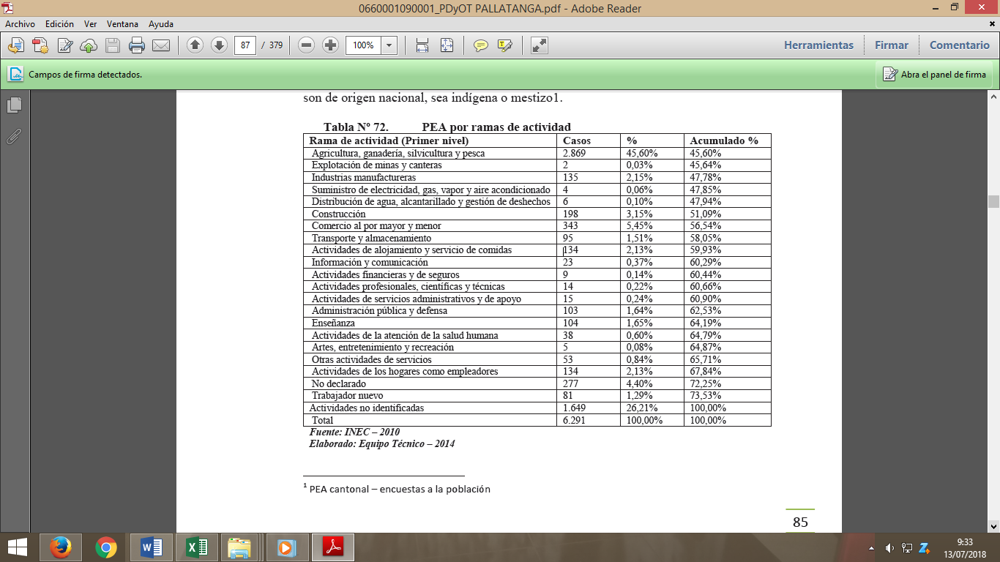 0660001090001_PDyOT PALLATANGA.pdf - Adobe Reader
Archivo Edición Ver Ventana Ayuda
87 / 379 100% Herramientas Firmar Comentario
Campos de firma detectados. Abra el panel de firma
son de origen nacional, sea indígena o mestizo1.
Tabla Nº 72. PEA por ramas de actividad
Rama de actividad (Primer nivel) Casos % Acumulado %
Agricultura, ganadería, silvicultura y pesca 2.869 45,60% 45,60%
Explotación de minas y canteras 2 0,03% 45,64%
Industrias manufactureras 135 2,15% 47,78%
Suministro de electricidad, gas, vapor y aire acondicionado 4 0,06% 47,85%
Distribución de agua, alcantarillado y gestión de deshechos 6 0,10% 47,94%
Construcción 198 3,15% 51,09%
Comercio al por mayor y menor 343 5,45% 56,54%
Transporte y almacenamiento 95 1,51% 58,05%
Actividades de alojamiento y servicio de comidas 134 2,13% 59,93%
Información y comunicación 23 0,37% 60,29%
Actividades financieras y de seguros 9 0,14% 60,44%
Actividades profesionales, científicas y técnicas 14 0,22% 60,66%
Actividades de servicios administrativos y de apoyo 15 0,24% 60,90%
Administración pública y defensa 103 1,64% 62,53%
Enseñanza 104 1,65% 64,19%
Actividades de la atención de la salud humana 38 0,60% 64,79%
Artes, entretenimiento y recreación 5 0,08% 64,87%
Otras actividades de servicios 53 0,84% 65,71%
Actividades de los hogares como empleadores 134 2,13% 67,84%
No declarado 277 4,40% 72,25%
Trabajador nuevo 81 1,29% 73,53%
Actividades no identificadas 1.649 26,21% 100,00%
Total 6.291 100,00% 100,00%
Fuente: INEC – 2010
Elaborado: Equipo Técnico – 2014
1 PEA cantonal – encuestas a la población
85
9:33
13/07/2018